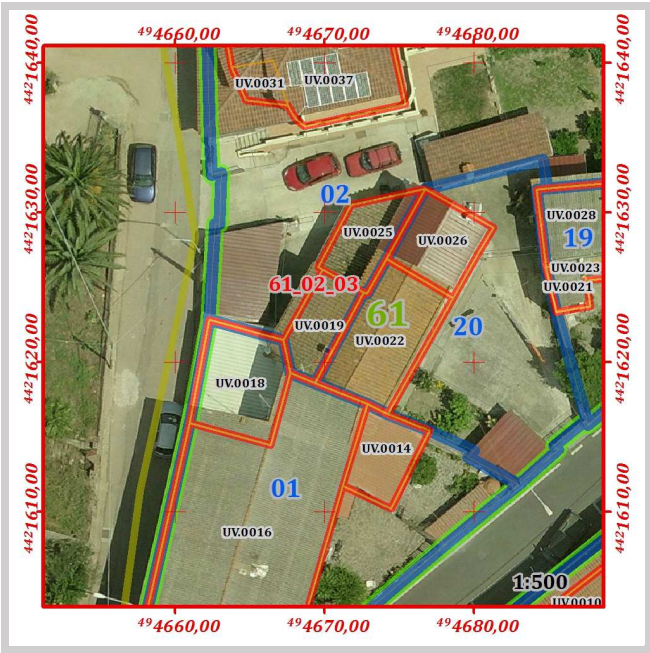 494660,00 494670,00 494680,00
4421640,00 4421640,00
UV.0031 UV.0037
02
4421630,00 4421630,00
UV.0028
UV.0025 UV.0026 19
UV.0023
61_02_03 UV.0021
61
UV.0019 20
UV.0022
4421620,00 4421620,00
UV.0018
UV.0014
01
4421610,00 4421610,00
UV.0016
1:500
UV.0010
494660,00 494670,00 494680,00